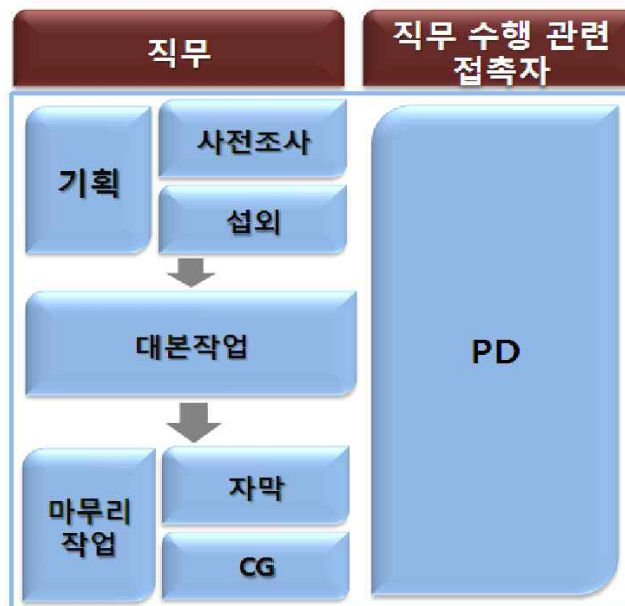 직무
직무 수행 관련
접촉자
기획
사전조사
섭외
대본작업
PD
마무리
작업
자막
CG